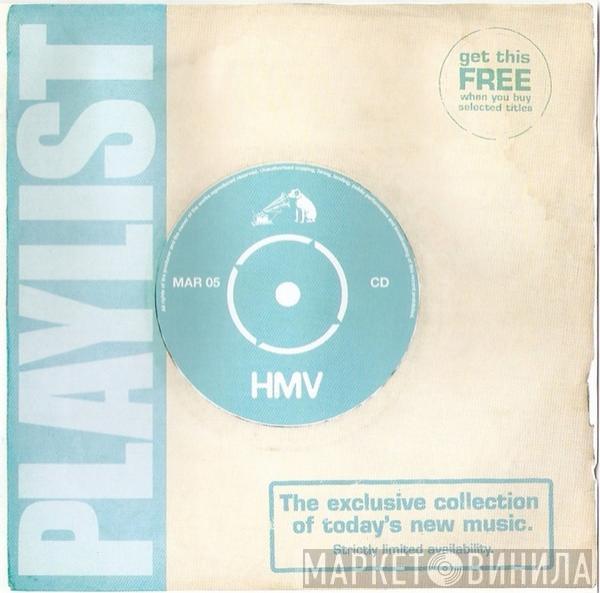 PLAYLIST
get this
FREE
when you buy
selected titles
MAR 05
CD
HMV
The exclusive collection
of today's new music.
Strictly limited availability.
МАРКЕТ ВИНИЛА